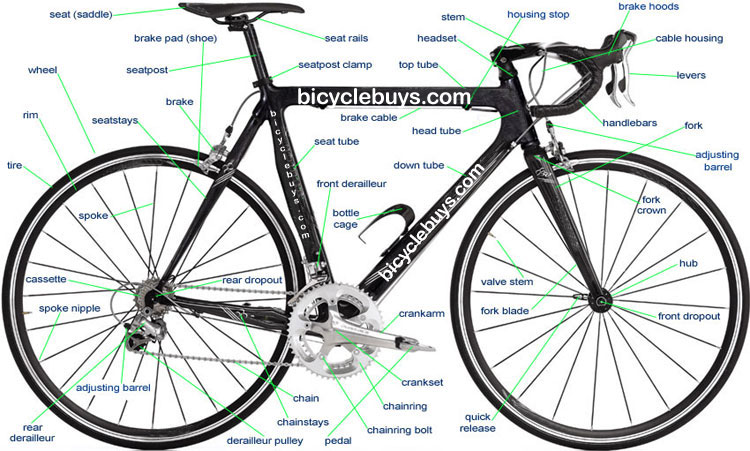 seat (saddle)
brake pad (shoe)
seat rails
stem
housing stop
brake hoods
headset
cable housing
wheel
seatpost
seatpost clamp
top tube
levers
bicyclebuys.com
rim
brake
seatstays
brake cable
head tube
handlebars
fork
tire
seat tube
bicyclebuys.com
down tube
adjusting
barrel
front derailleur
bicyclebuys.com
spoke
bottle
cage
fork
crown
cassette
rear dropout
valve stem
hub
spoke nipple
crankarm
fork blade
front dropout
adjusting barrel
chain
crankset
rear
derailleur
chainstays
derailleur pulley
pedal
chainring
chainring bolt
quick
release